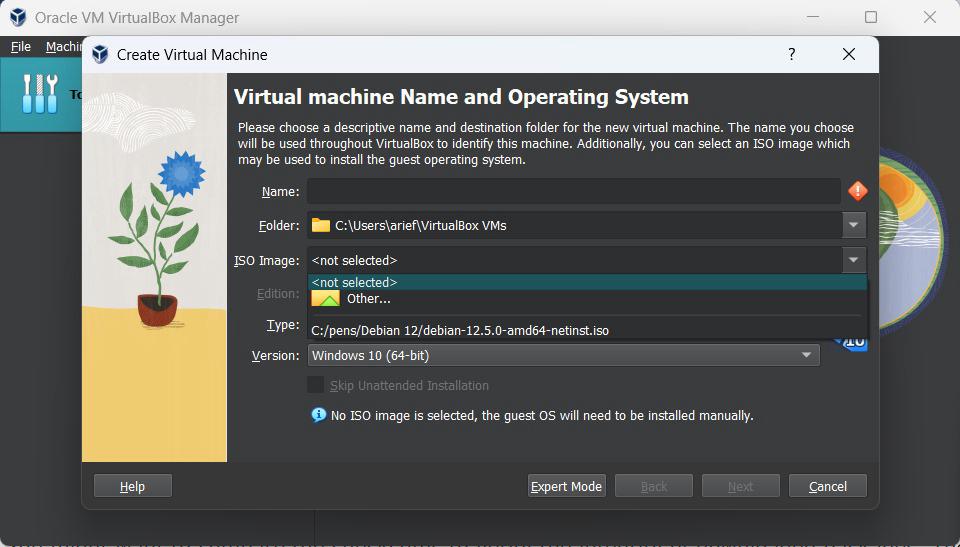 Oracle VM VirtualBox Manager
File
Create Virtual Machine
?
Virtual machine Name and Operating System
Please choose a descriptive name and destination folder for the new virtual machine. The name you choose
will be used throughout VirtualBox to identify this machine. Additionally, you can select an ISO image which
may be used to install the guest operating system.
Name:
Folder: C:\Users\arief\VirtualBox VMs
ISO Image: <not selected>
<not selected>
Edition:
Other...
Type:
C:/pens/Debian 12/debian-12.5.0-amd64-netinst.iso
Version: Windows 10 (64-bit)
10
Skip Unattended Installation
No ISO image is selected, the guest OS will need to be installed manually.
Help
Expert Mode
Back
Next
Cancel